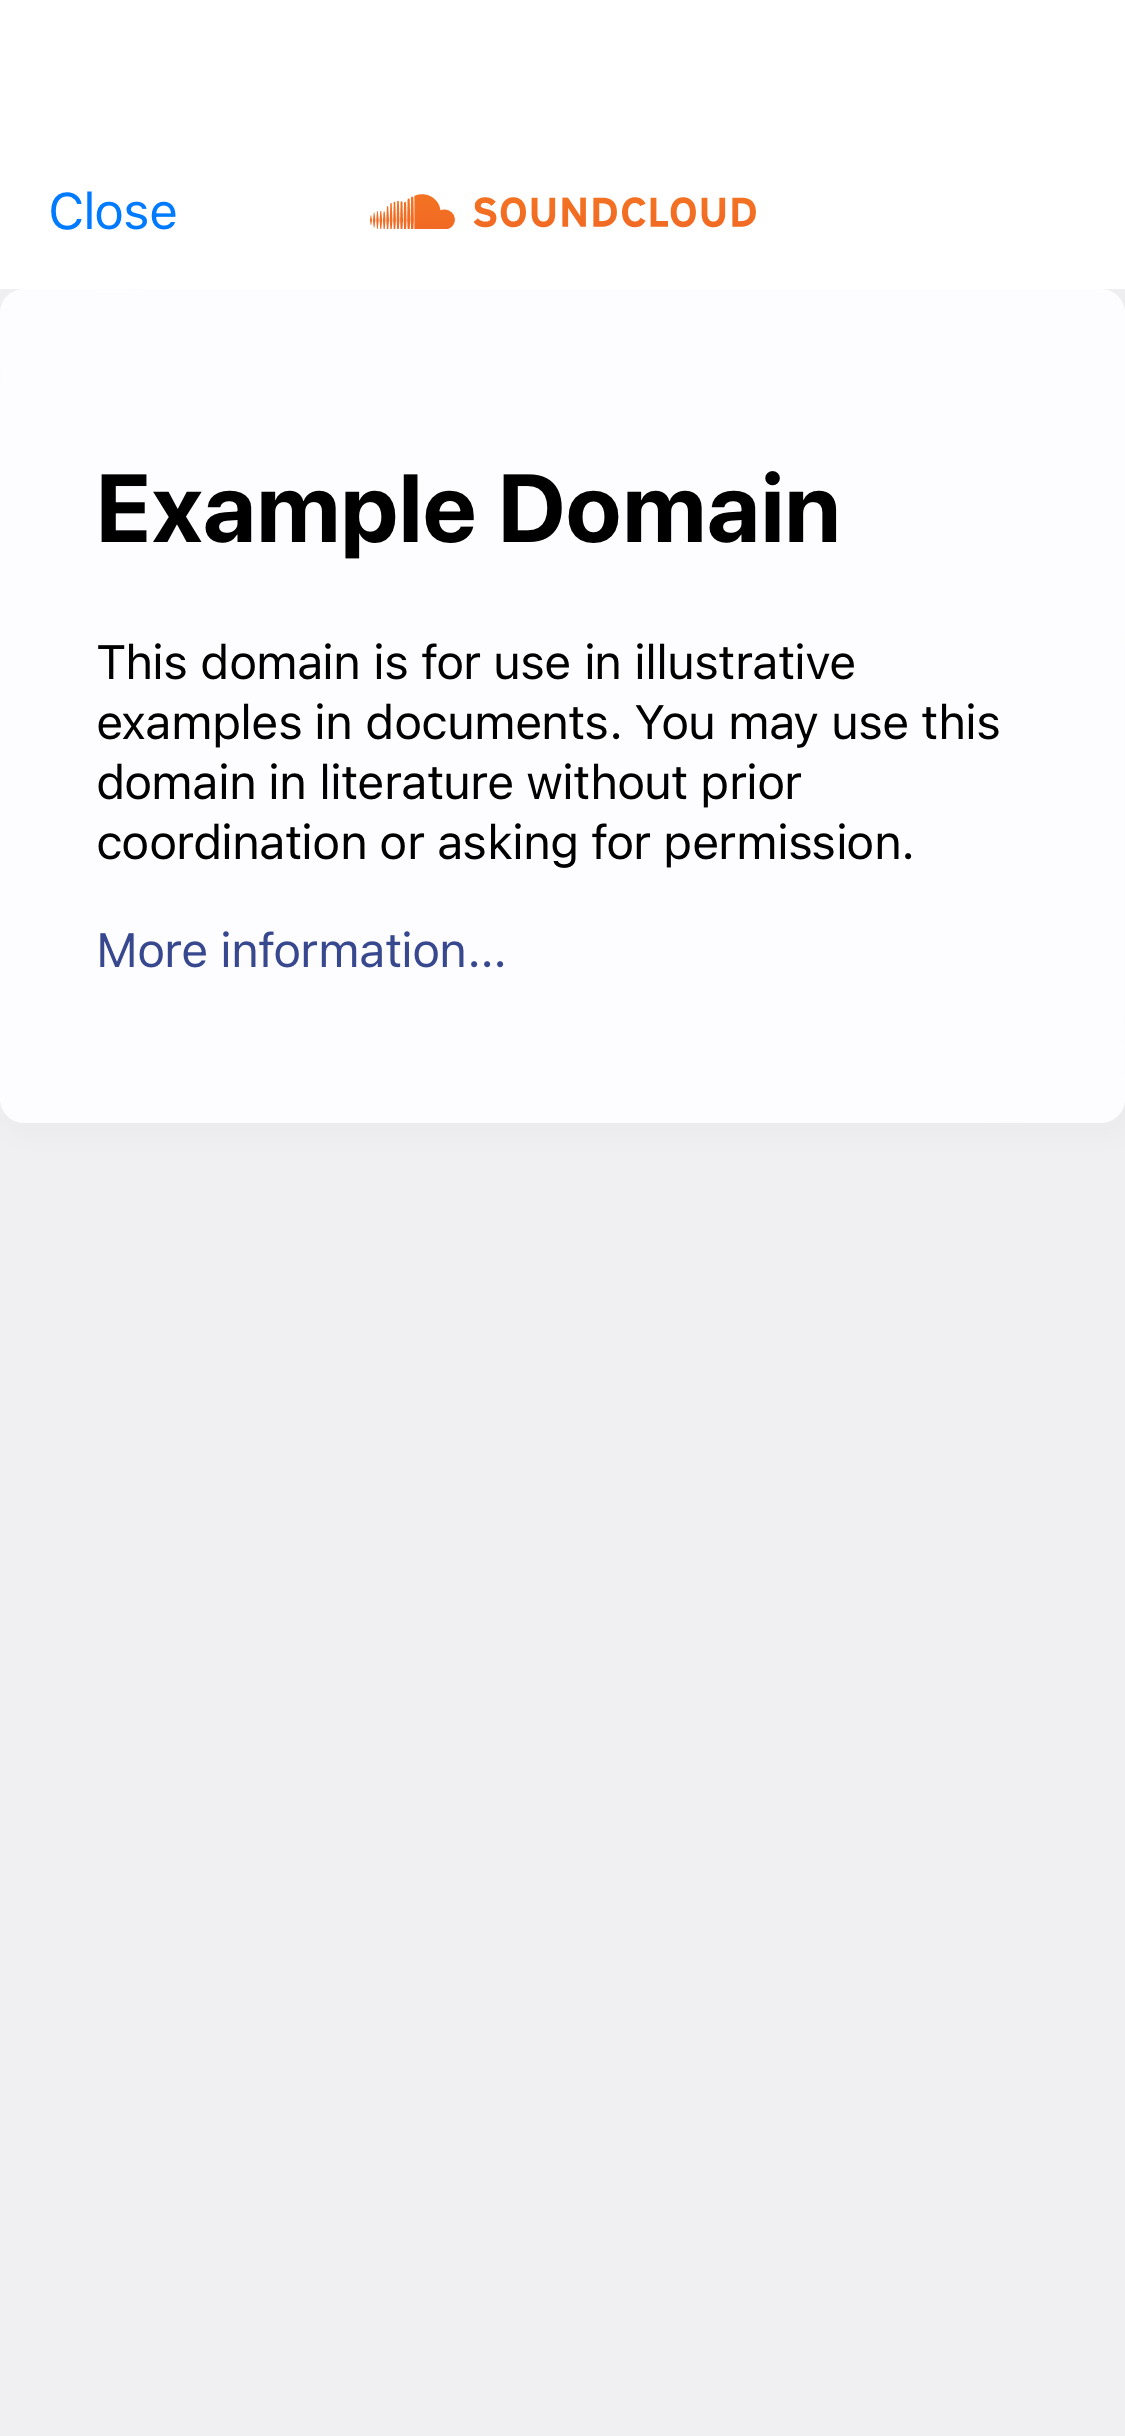 Close
SOUNDCLOUD
Example Domain
This domain is for use in illustrative
examples in documents. You may use this
domain in literature without prior
coordination or asking for permission.
More information...